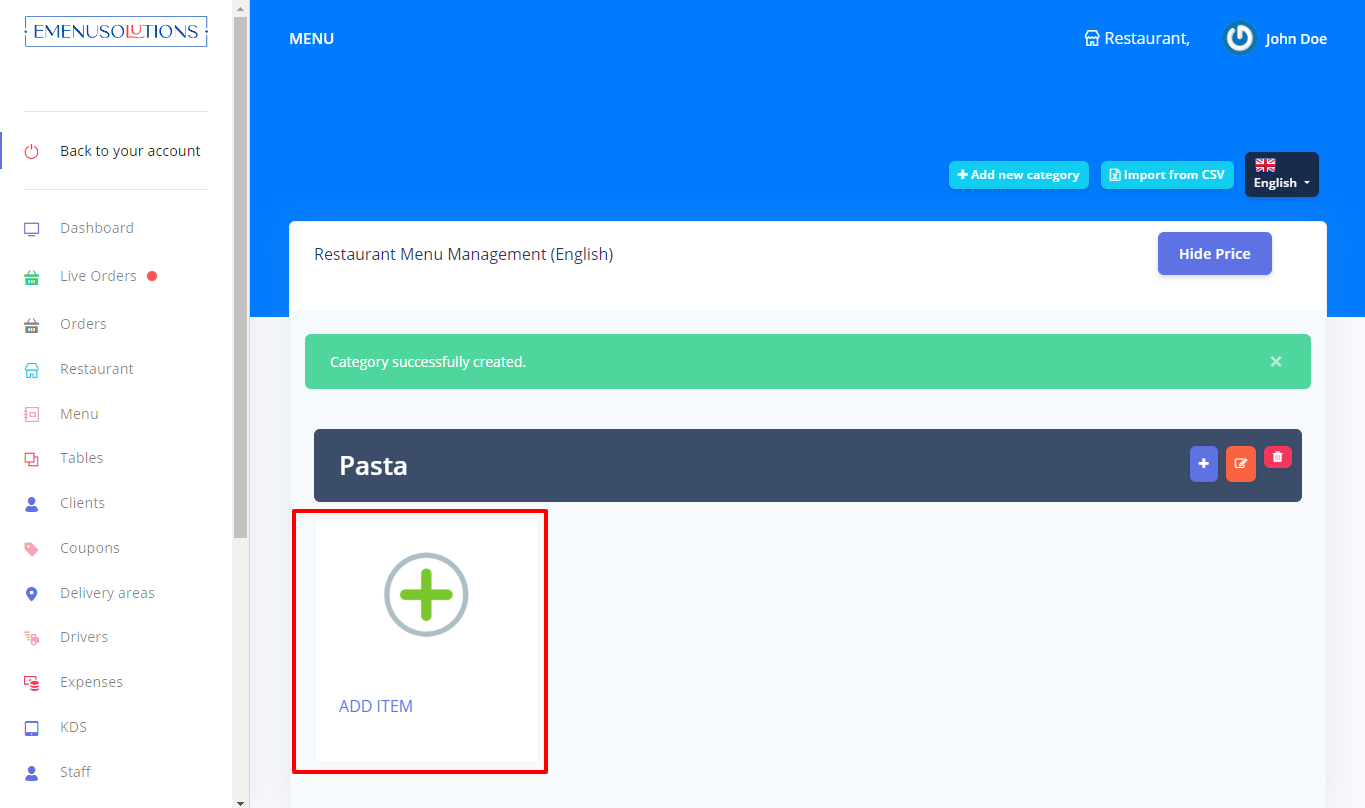 EMENUSOLUTIONS
MENU
Restaurant,
John Doe
Back to your account
Dashboard
Live Orders
Orders
Restaurant
Menu
Tables
Clients
Coupons
Delivery areas
Drivers
Expenses
KDS
Staff
Add new category
Import from CSV
English
Restaurant Menu Management (English)
Hide Price
Category successfully created.
Pasta
ADD ITEM